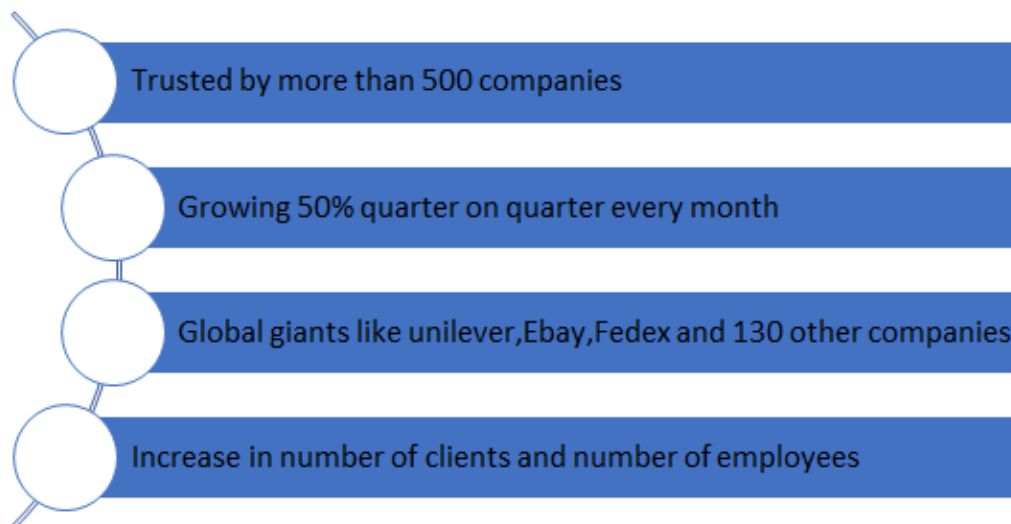 Trusted by more than 500 companies
Growing 50% quarter on quarter every month
Global giants like unilever,Ebay,Fedex and 130 other companies
Increase in number of clients and number of employees